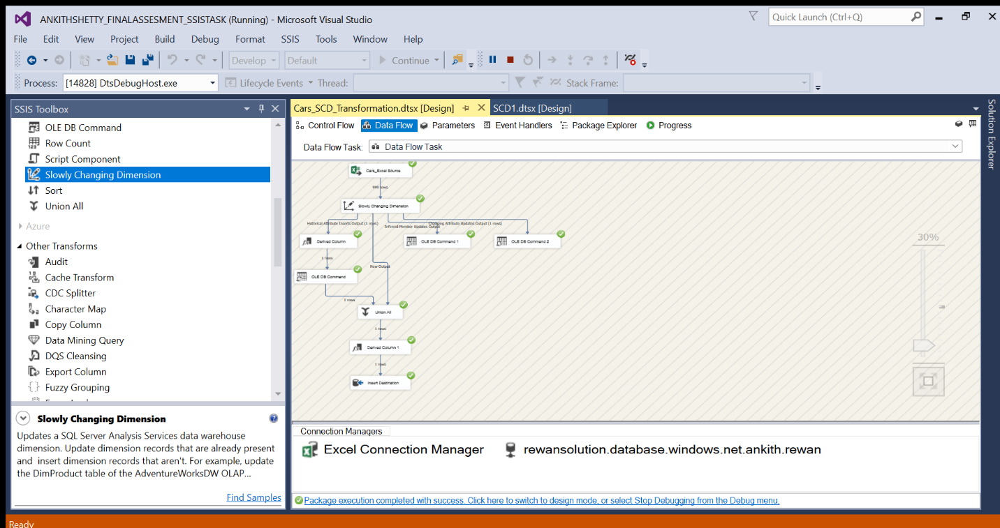 ANKITHSHETTY_FINALASSESMENT_SSISTASK (Running) - Microsoft Visual Studio
Quick Launch (Ctrl+Q)
File Edit View Project Build Debug Format SSIS Tools Window Help
Develop Default Continue
Process: [14828] DtsDebugHost.exe Lifecycle Events Thread: Stack Frame:
SSIS Toolbox
OLE DB Command
Row Count
Script Component
Slowly Changing Dimension
Sort
Union All
Azure
Other Transforms
Audit
Cache Transform
CDC Splitter
Character Map
Copy Column
Data Mining Query
DQS Cleansing
Export Column
Fuzzy Grouping
Slowly Changing Dimension
Updates a SQL Server Analysis Services data warehouse
dimension. Update dimension records that are already present
and insert dimension records that aren't. For example, update
the DimProduct table of the AdventureWorksDW OLAP...
Find Samples
Cars_SCD_Transformation.dtsx [Design] SCD1.dtsx [Design]
Control Flow Data Flow Parameters Event Handlers Package Explorer Progress
Data Flow Task: Data Flow Task
Cars_Excel Source
999 rows
Slowly Changing Dimension
Historical Attribute Inserts Output (1 rows)
Inferred Member Updates Output
Changing Attribute Updates Output (1 rows)
Derived Column
OLE DB Command 1
OLE DB Command 2
1 rows
New Output
OLE DB Command
1 rows
Union All
1 rows
Derived Column 1
1 rows
Insert Destination
30%
Connection Managers
Excel Connection Manager rewansolution.database.windows.net.ankith.rewan
Package execution completed with success. Click here to switch to design mode, or select Stop Debugging from the Debug menu.
Solution Explorer
Ready